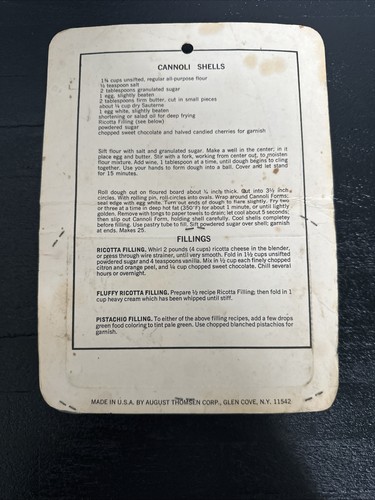 CANNOLI SHELLS
1¾ cups unsifted, regular all-purpose flour
½ teaspoon salt
2 tablespoons granulated sugar
1 egg, slightly beaten
2 tablespoons firm butter, cut in small pieces
about ¼ cup dry Sauterne
1 egg white, slightly beaten
shortening or salad oil for deep frying
Ricotta Filling (see below)
powdered sugar
chopped sweet chocolate and halved candied cherries for garnish
Sift flour with salt and granulated sugar. Make a well in the center; in it
place egg and butter. Stir with a fork, working from center out, to moisten
flour mixture. Add wine, 1 tablespoon at a time, until dough begins to cling
together. Use your hands to form dough into a ball. Cover and let stand
for 15 minutes.
Roll dough out on floured board about inch thick. Cut into 3½ inch
circles. With rolling pin, roll circles into ovals. Wrap around Cannoli Forms;
seal edge with egg white. Turn out ends of dough to flare slightly. Fry two
or three at a time in deep hot fat (350°F) for about 1 minute, or until lightly
golden. Remove with tongs to paper towels to drain; let cool about 5 seconds;
then slip out Cannoli Form, holding shell carefully. Cool shells completely
before filling. Use pastry tube to fill. Sift powdered sugar over shell; garnish
at ends. Makes 25.
FILLINGS
RICOTTA FILLING. Whirl 2 pounds (4 cups) ricotta cheese in the blender,
or press through wire strainer, until very smooth. Fold in 1½ cups unsifted
powdered sugar and 4 teaspoons vanilla. Mix in ½ cup each finely chopped
citron and orange peel, and ¼ cup chopped sweet chocolate. Chill several
hours or overnight.
FLUFFY RICOTTA FILLING. Prepare ½ recipe Ricotta Filling; then fold in 1
cup heavy cream which has been whipped until stiff.
PISTACHIO FILLING. To either of the above filling recipes, add a few drops
green food coloring to tint pale green. Use chopped blanched pistachios for
garnish.
MADE IN U.S.A. BY AUGUST THOMSEN CORP., GLEN COVE, N.Y. 11542